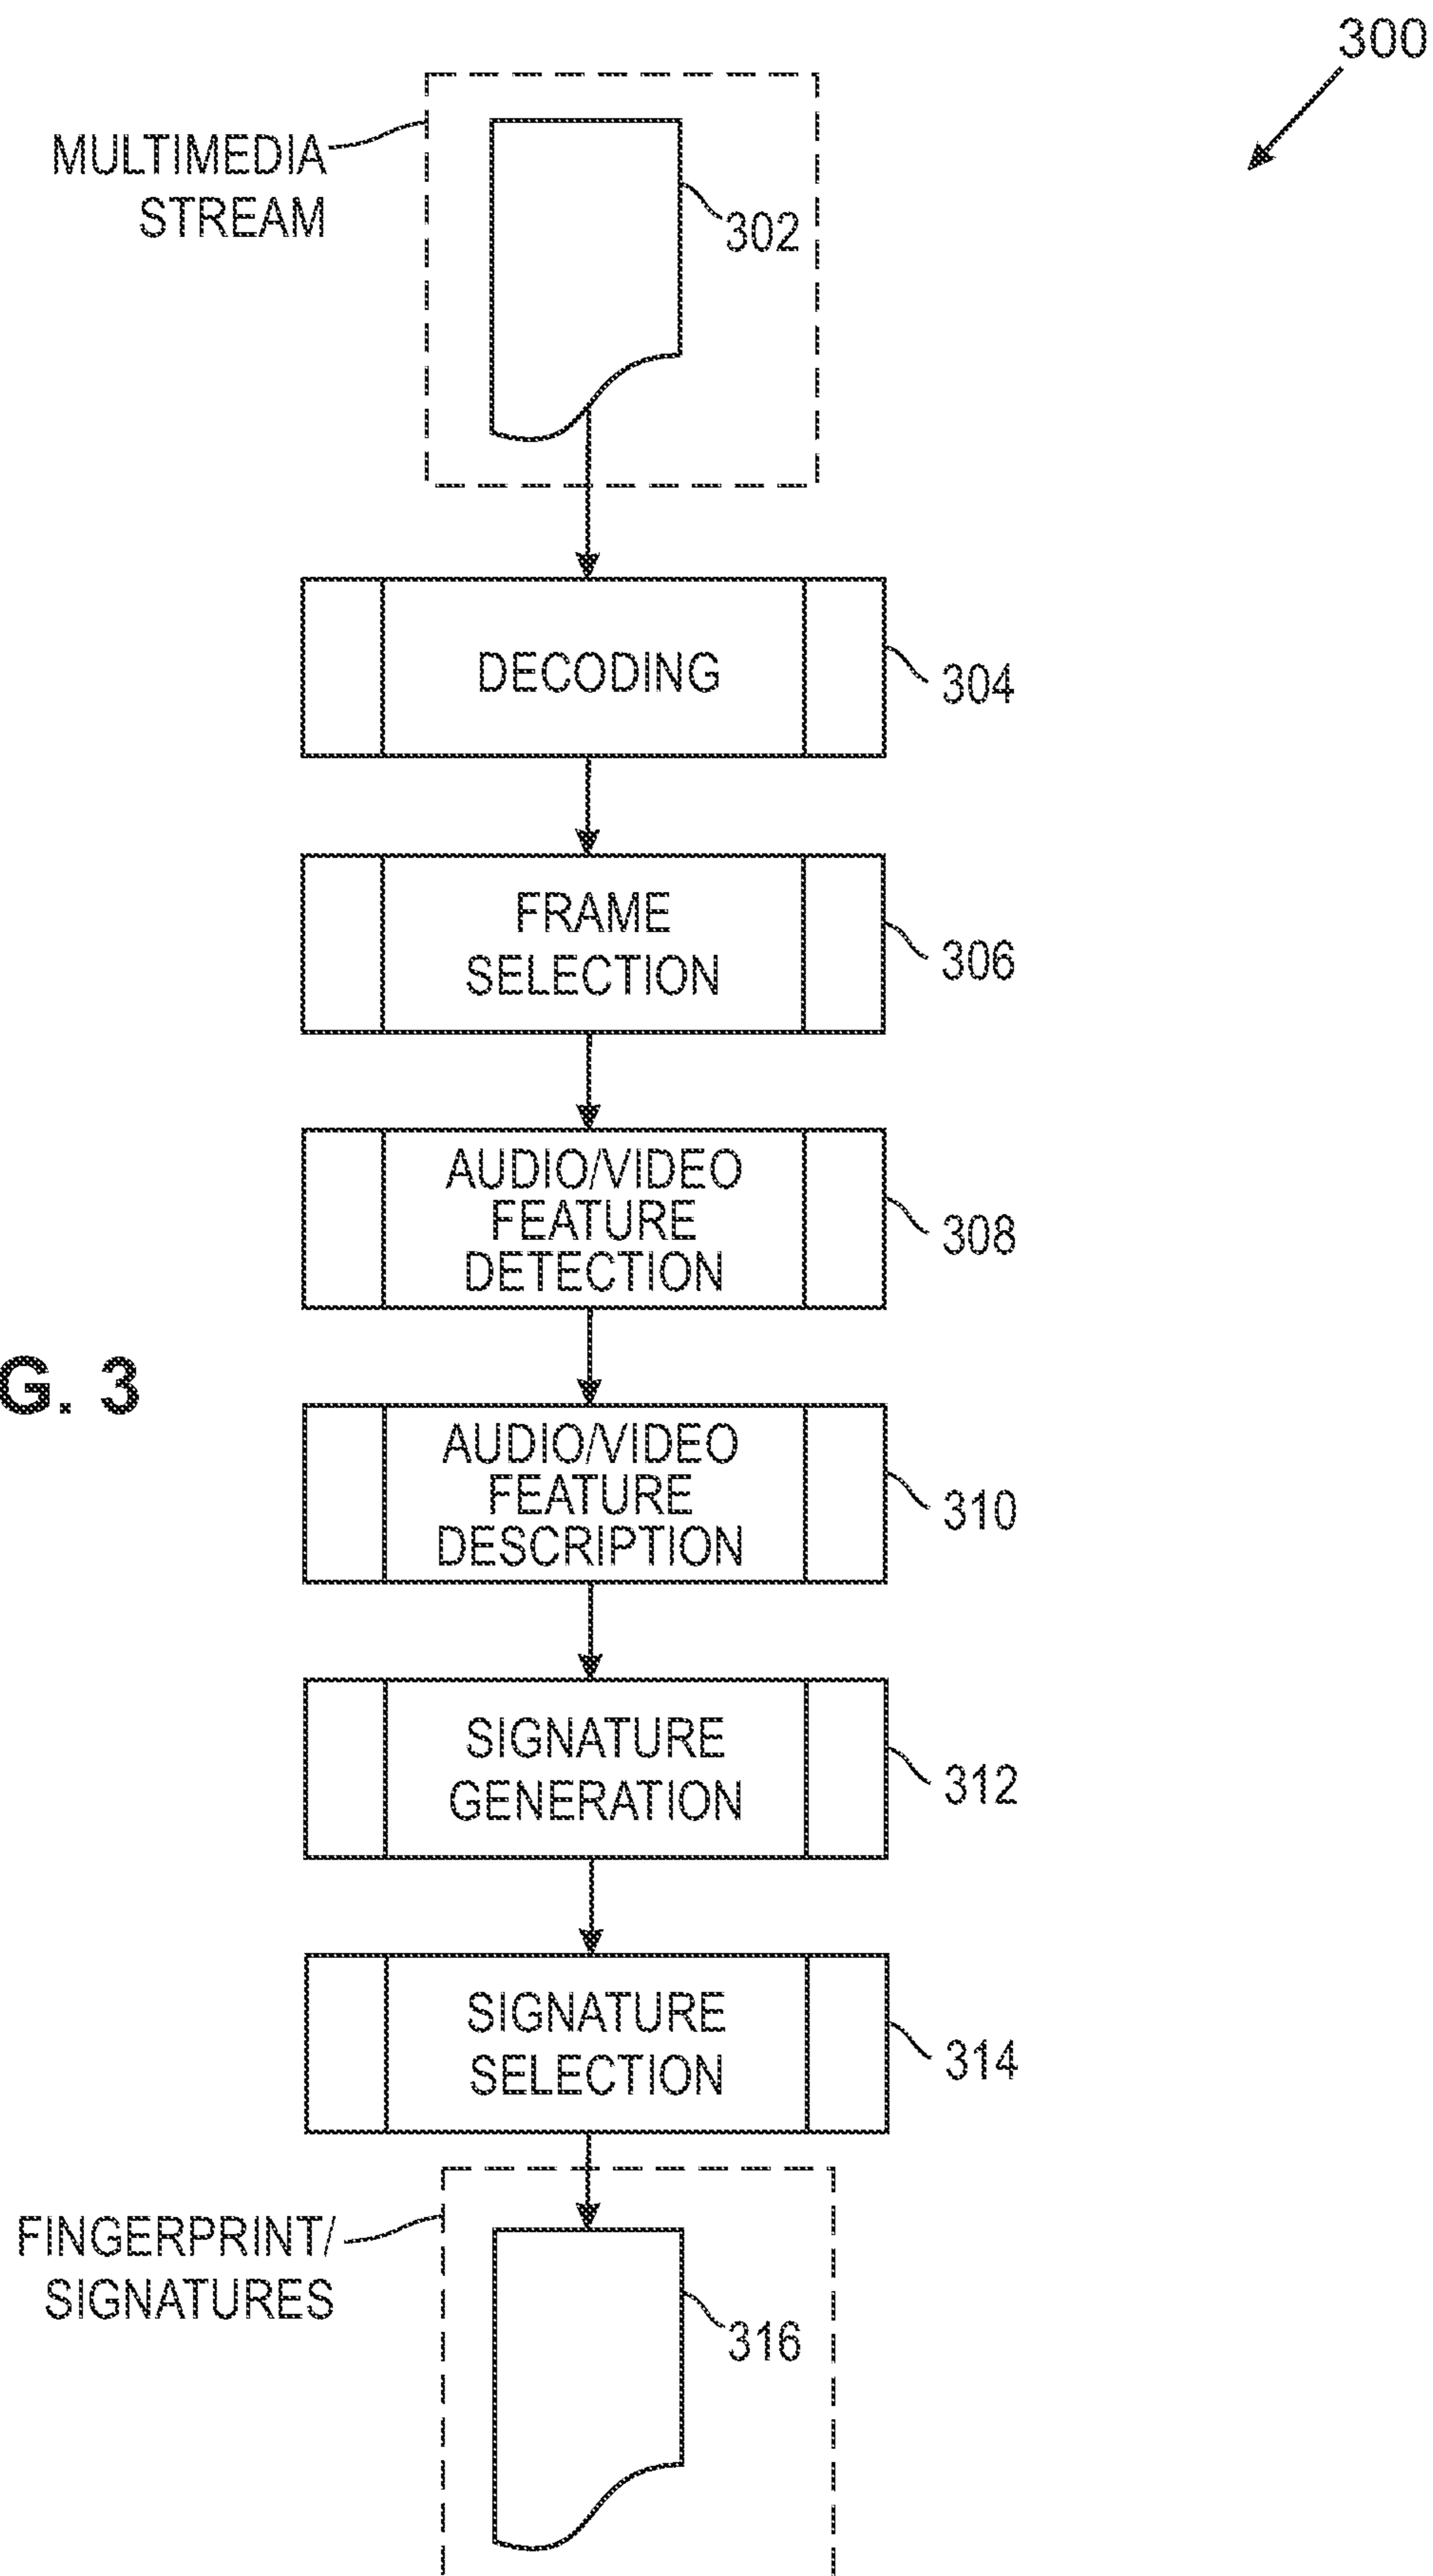 300
MULTIMEDIA
STREAM
302
DECODING
304
FRAME
SELECTION
306
AUDIO/VIDEO
FEATURE
DETECTION
308
G. 3
AUDIO/VIDEO
FEATURE
DESCRIPTION
310
SIGNATURE
GENERATION
312
SIGNATURE
SELECTION
314
FINGERPRINT/
SIGNATURES
316